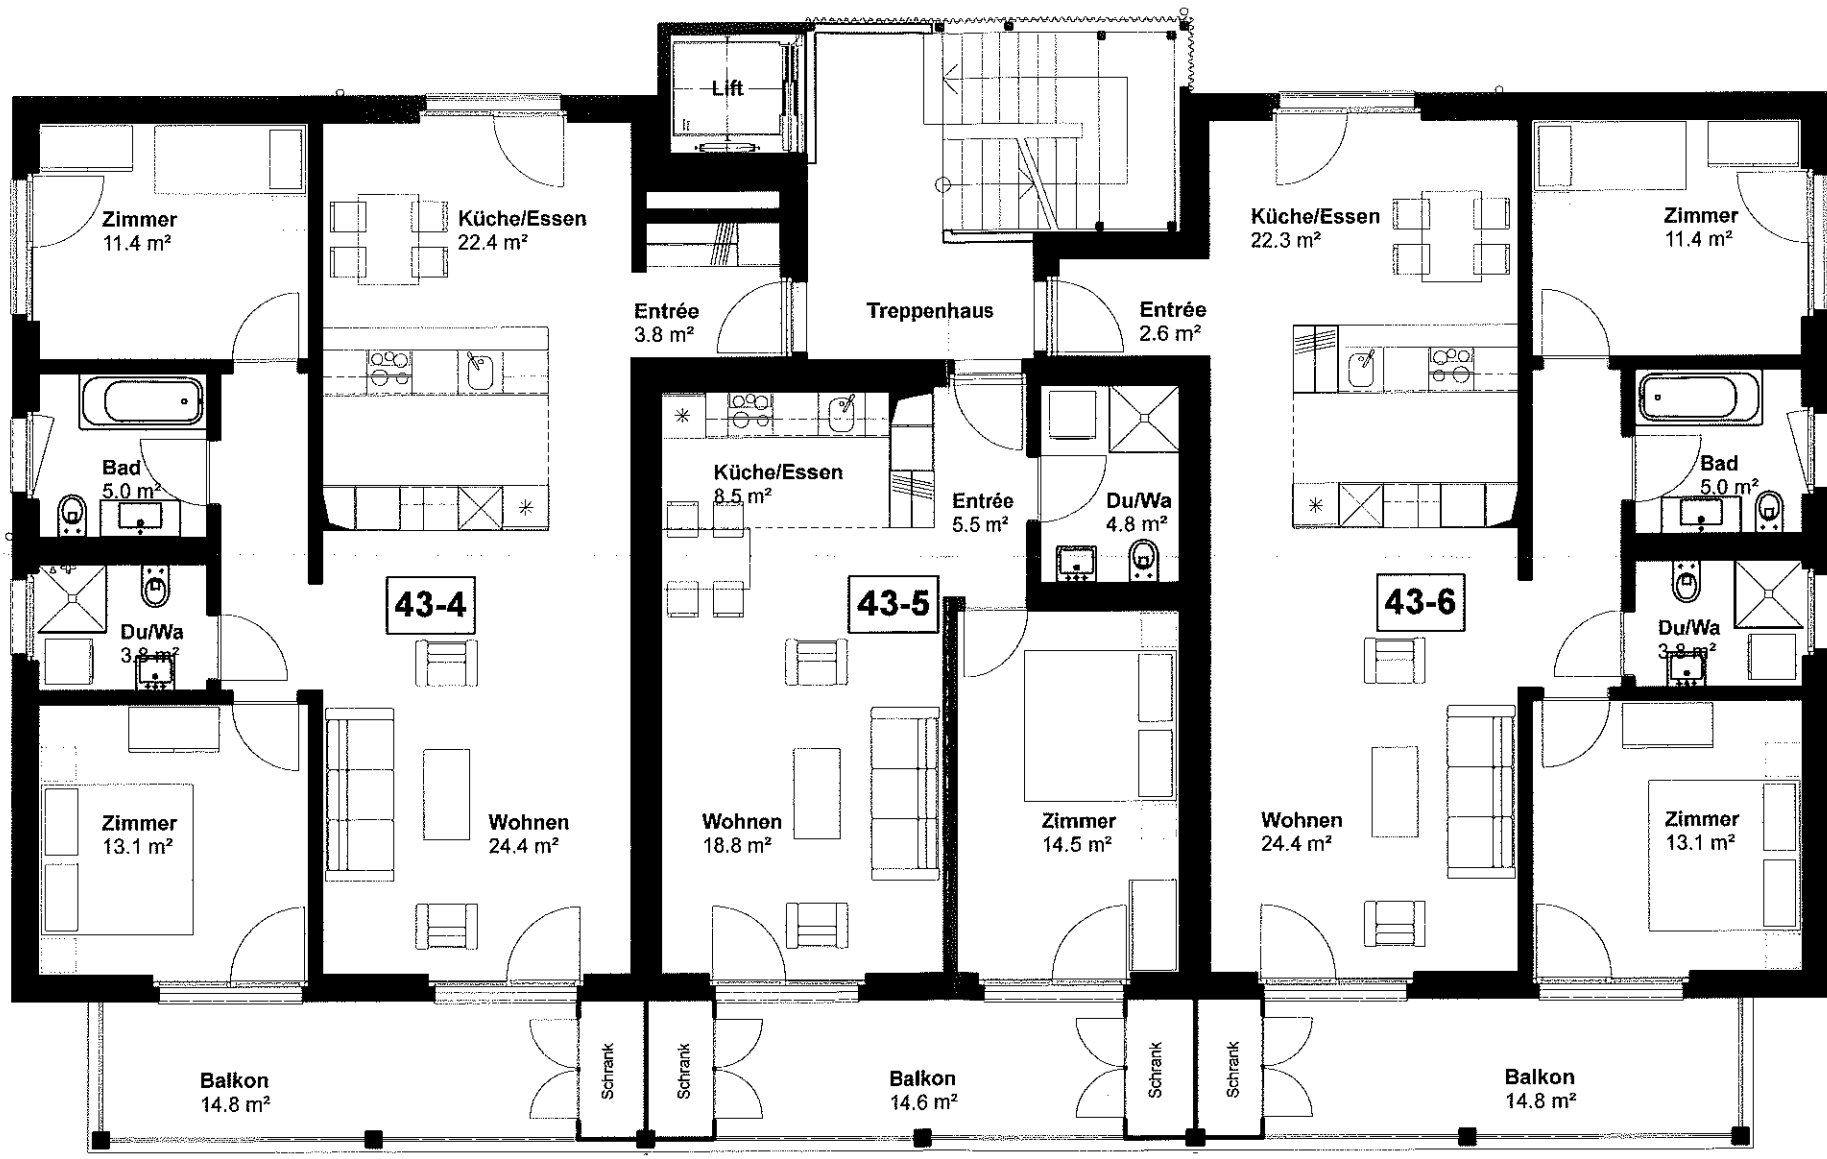 Lift
Zimmer
11.4 m²
Küche/Essen
22.4 m²
Küche/Essen
22.3 m²
Zimmer
11.4 m²
Entrée
3.8 m²
Treppenhaus
Entrée
2.6 m²
Bad
5.0 m²
Küche/Essen
8.5 m²
Entrée
5.5 m²
Du/Wa
4.8 m²
Bad
5.0 m²
43-4
43-5
43-6
Du/Wa
3.8 m²
Du/Wa
3.8 m²
Zimmer
13.1 m²
Wohnen
24.4 m²
Wohnen
18.8 m²
Zimmer
14.5 m²
Wohnen
24.4 m²
Zimmer
13.1 m²
Balkon
14.8 m²
Schrank
Schrank
Balkon
14.6 m²
Schrank
Schrank
Balkon
14.8 m²